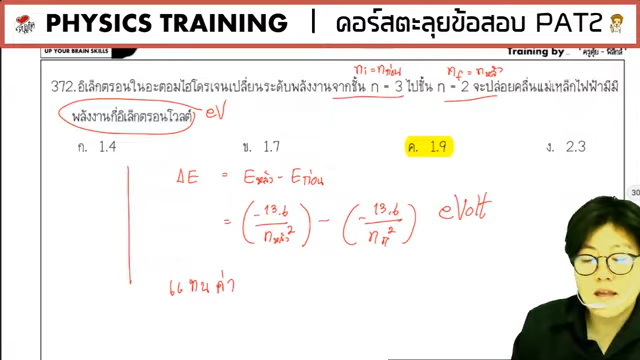 PHYSICS TRAINING คอร์สตะลุยข้อสอบ PAT2
UP YOUR BRAIN SKILLS
Training by...
nᵢ = nก่อน n_f = nหลัง
372. อิเล็กตรอนในอะตอมไฮโดรเจนเปลี่ยนระดับพลังงานจากชั้น n = 3 ไปชั้น n = 2 จะปล่อยคลื่นแม่เหล็กไฟฟ้ามีมี
พลังงานกี่อิเล็กตรอนโวลต์ eV
ก. 1.4 ข. 1.7 ค. 1.9 ง. 2.3
ΔE = Eหลัง - Eก่อน
= (-13.6/nหลัง²) - (-13.6/nก²) eVolt
แทนค่า
30